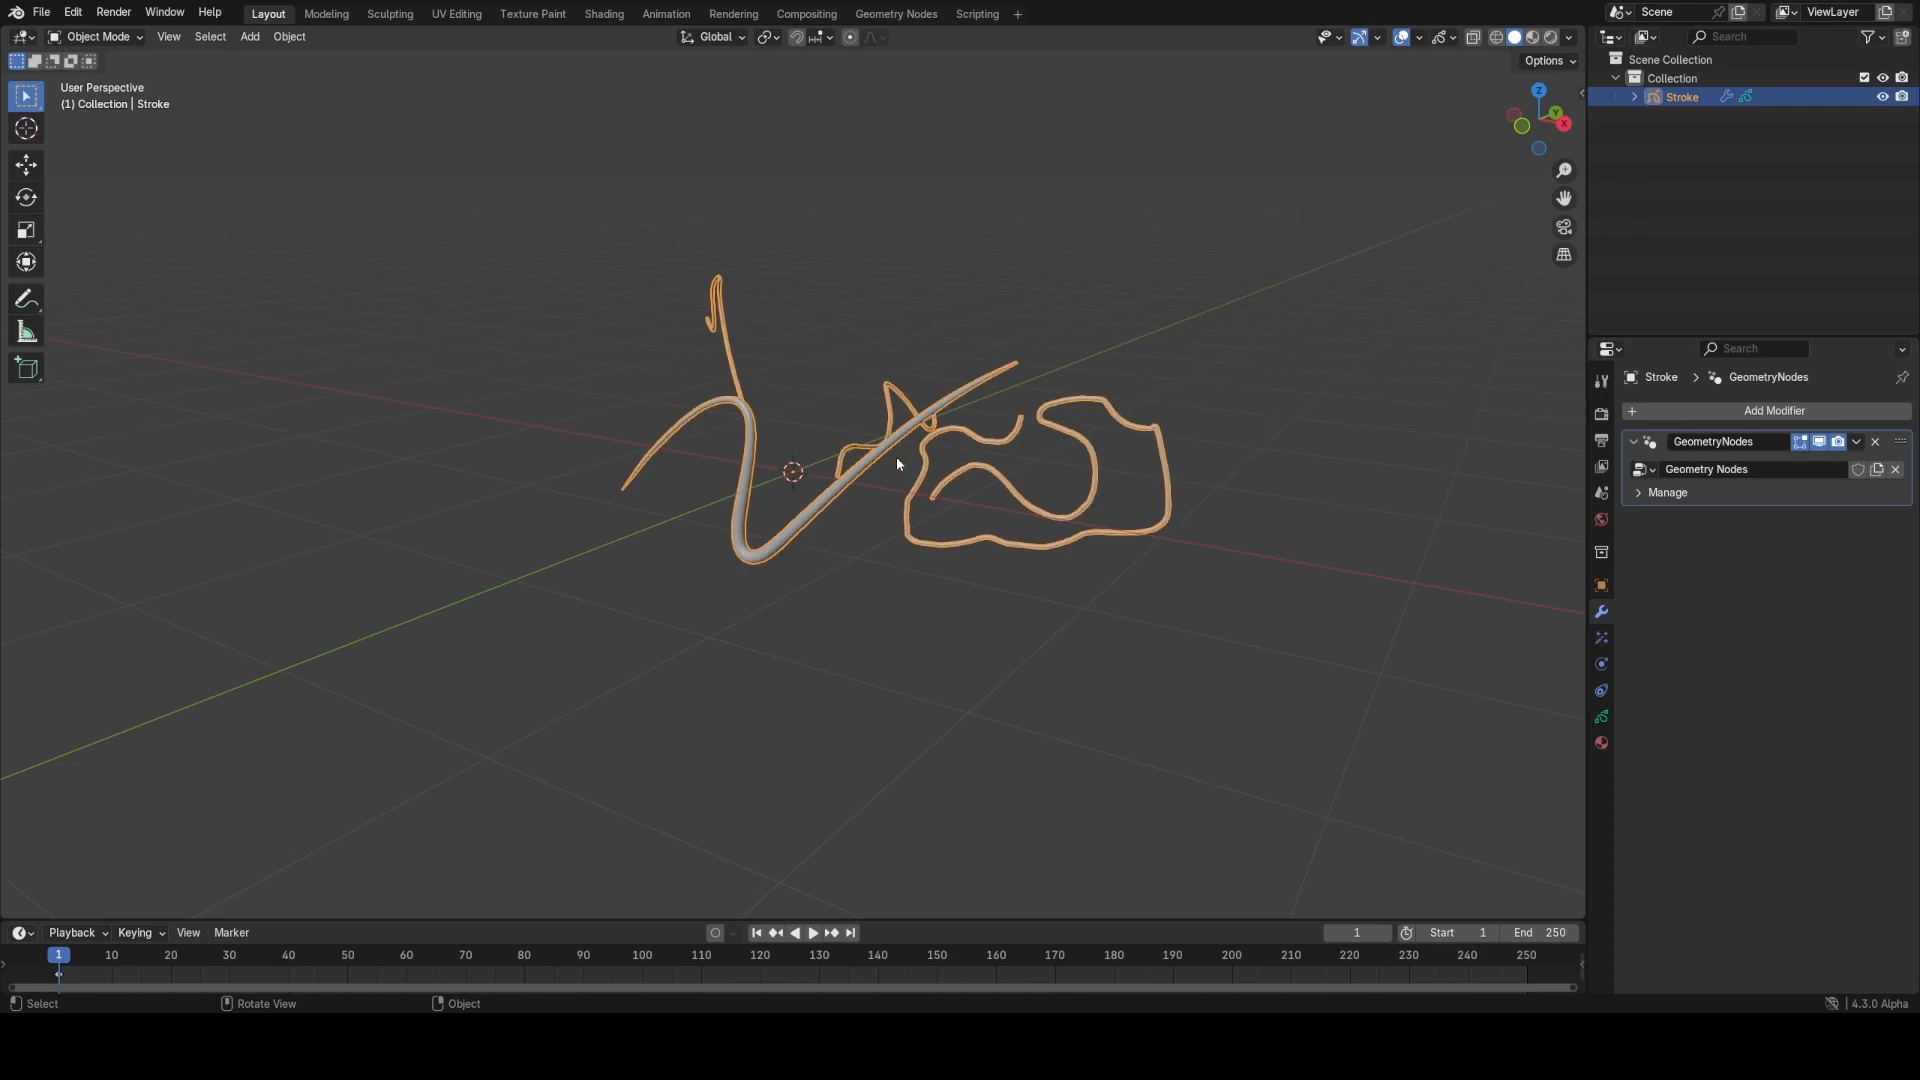 File Edit Render Window Help Layout Modeling Sculpting UV Editing Texture Paint Shading Animation Rendering Compositing Geometry Nodes Scripting + Scene ViewLayer
Object Mode View Select Add Object Global Search
Options
User Perspective
(1) Collection | Stroke
Z
Y
X
Scene Collection
Collection
Stroke
Search
Stroke > GeometryNodes
+ Add Modifier
GeometryNodes
Geometry Nodes
Manage
Playback Keying View Marker 1 Start 1 End 250
1 10 20 30 40 50 60 70 80 90 100 110 120 130 140 150 160 170 180 190 200 210 220 230 240 250
Select Rotate View Object 4.3.0 Alpha